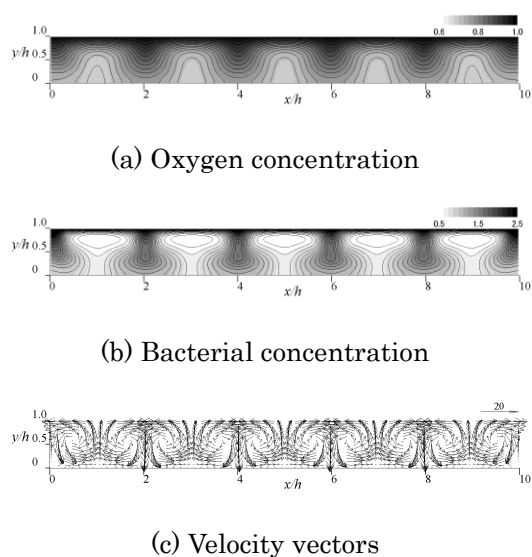 0.6 0.8 1.0
1.0
y/h 0.5
0
0 2 4 6 8 10
x/h
(a) Oxygen concentration
0.5 1.5 2.5
1.0
y/h 0.5
0
0 2 4 6 8 10
x/h
(b) Bacterial concentration
20
1.0
y/h 0.5
0
0 2 4 6 8 10
x/h
(c) Velocity vectors